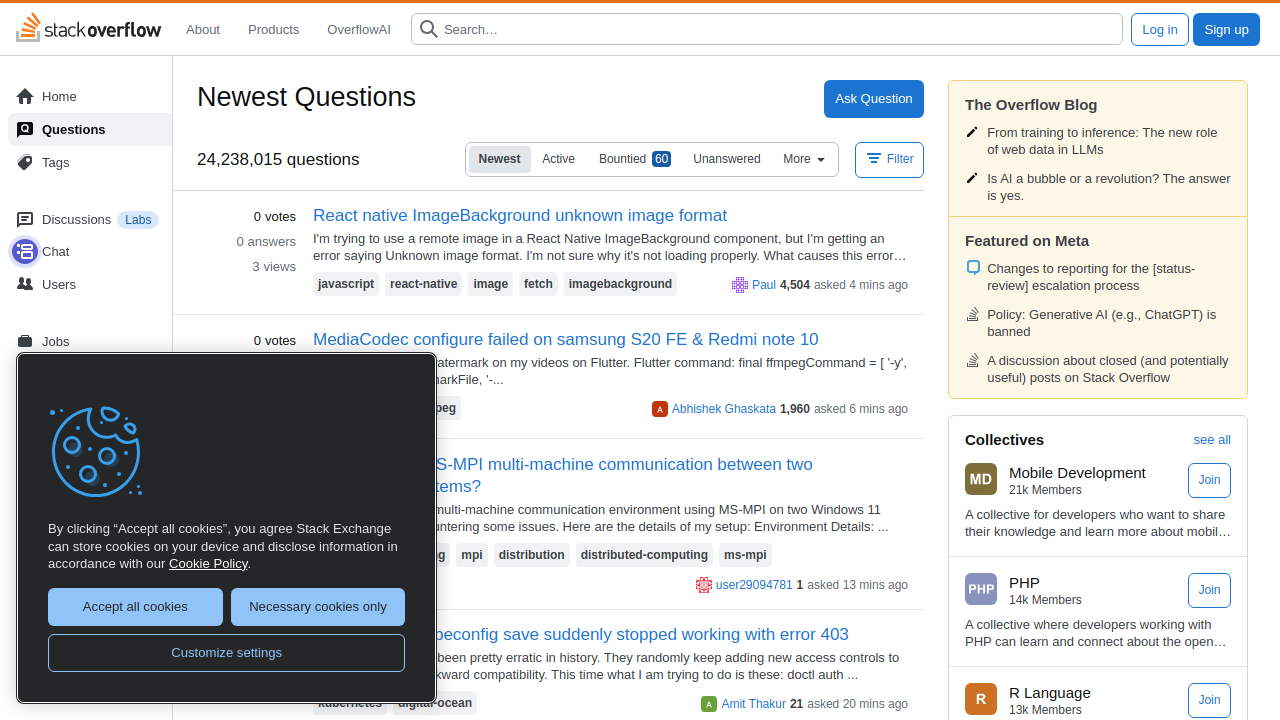 stack overflow
About
Products
OverflowAI
Search…
Log in
Sign up
Home
Questions
Tags
Discussions Labs
Chat
Users
Jobs
Newest Questions
Ask Question
24,238,015 questions
Newest
Active
Bountied 60
Unanswered
More
Filter
0 votes
0 answers
3 views
React native ImageBackground unknown image format
I'm trying to use a remote image in a React Native ImageBackground component, but I'm getting an
error saying Unknown image format. I'm not sure why it's not loading properly. What causes this error…
javascript react-native image fetch imagebackground
Paul 4,504 asked 4 mins ago
0 votes
MediaCodec configure failed on samsung S20 FE & Redmi note 10
atermark on my videos on Flutter. Flutter command: final ffmpegCommand = [ '-y',
narkFile, '-...
peg
A Abhishek Ghaskata 1,960 asked 6 mins ago
S-MPI multi-machine communication between two
tems?
multi-machine communication environment using MS-MPI on two Windows 11
untering some issues. Here are the details of my setup: Environment Details: ...
g mpi distribution distributed-computing ms-mpi
user29094781 1 asked 13 mins ago
beconfig save suddenly stopped working with error 403
been pretty erratic in history. They randomly keep adding new access controls to
kward compatibility. This time what I am trying to do is these: doctl auth ...
kubernetes digital-ocean
A Amit Thakur 21 asked 20 mins ago
By clicking “Accept all cookies”, you agree Stack Exchange
can store cookies on your device and disclose information in
accordance with our Cookie Policy.
Accept all cookies
Necessary cookies only
Customize settings
The Overflow Blog
From training to inference: The new role
of web data in LLMs
Is AI a bubble or a revolution? The answer
is yes.
Featured on Meta
Changes to reporting for the [status-
review] escalation process
Policy: Generative AI (e.g., ChatGPT) is
banned
A discussion about closed (and potentially
useful) posts on Stack Overflow
Collectives
see all
MD
Mobile Development
21k Members
Join
A collective for developers who want to share
their knowledge and learn more about mobil…
PHP
PHP
14k Members
Join
A collective where developers working with
PHP can learn and connect about the open…
R
R Language
13k Members
Join